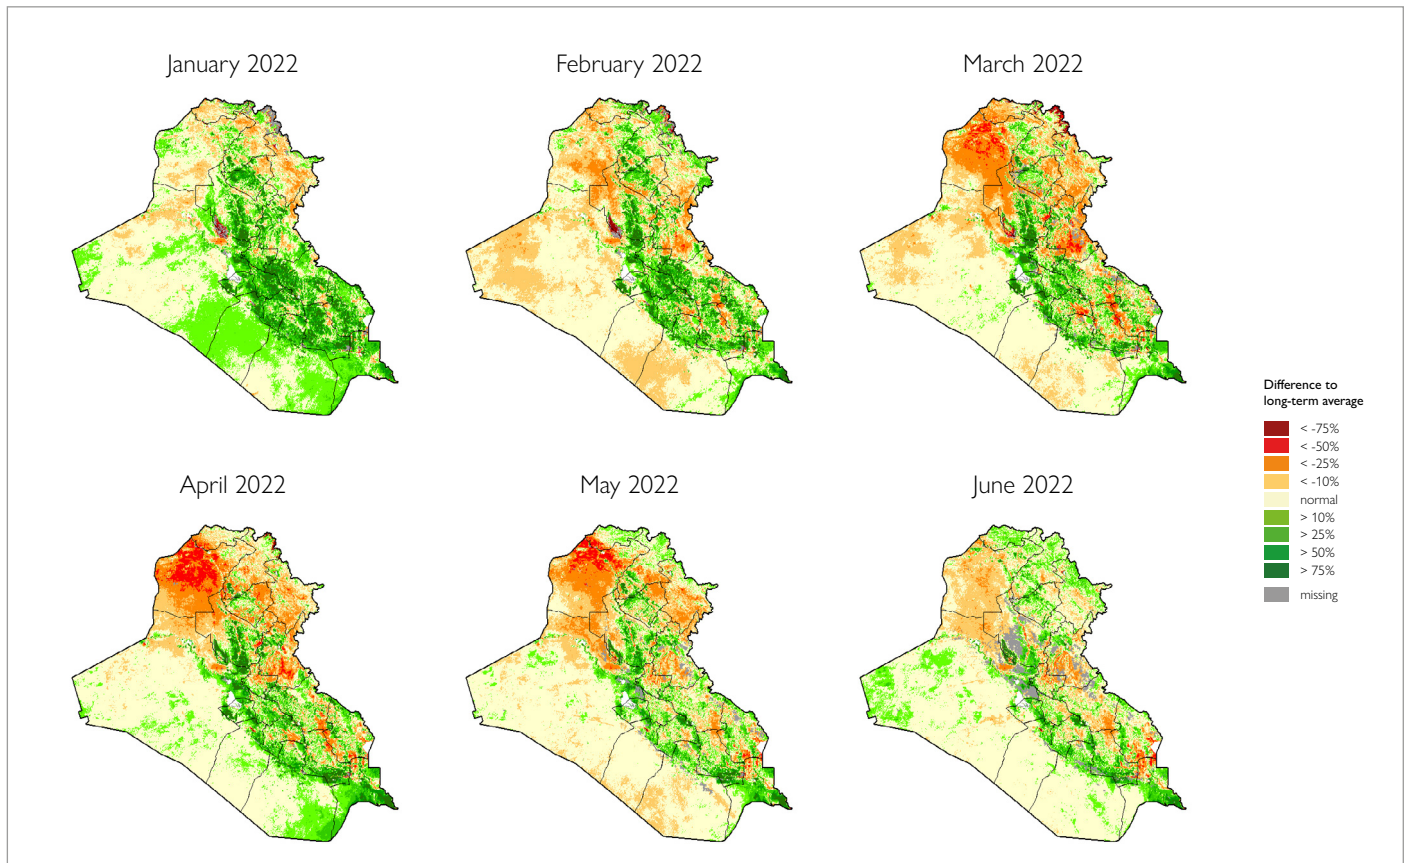 January 2022
February 2022
March 2022
April 2022
May 2022
June 2022
Difference to
long-term average
< -75%
< -50%
< -25%
< -10%
normal
> 10%
> 25%
> 50%
> 75%
missing